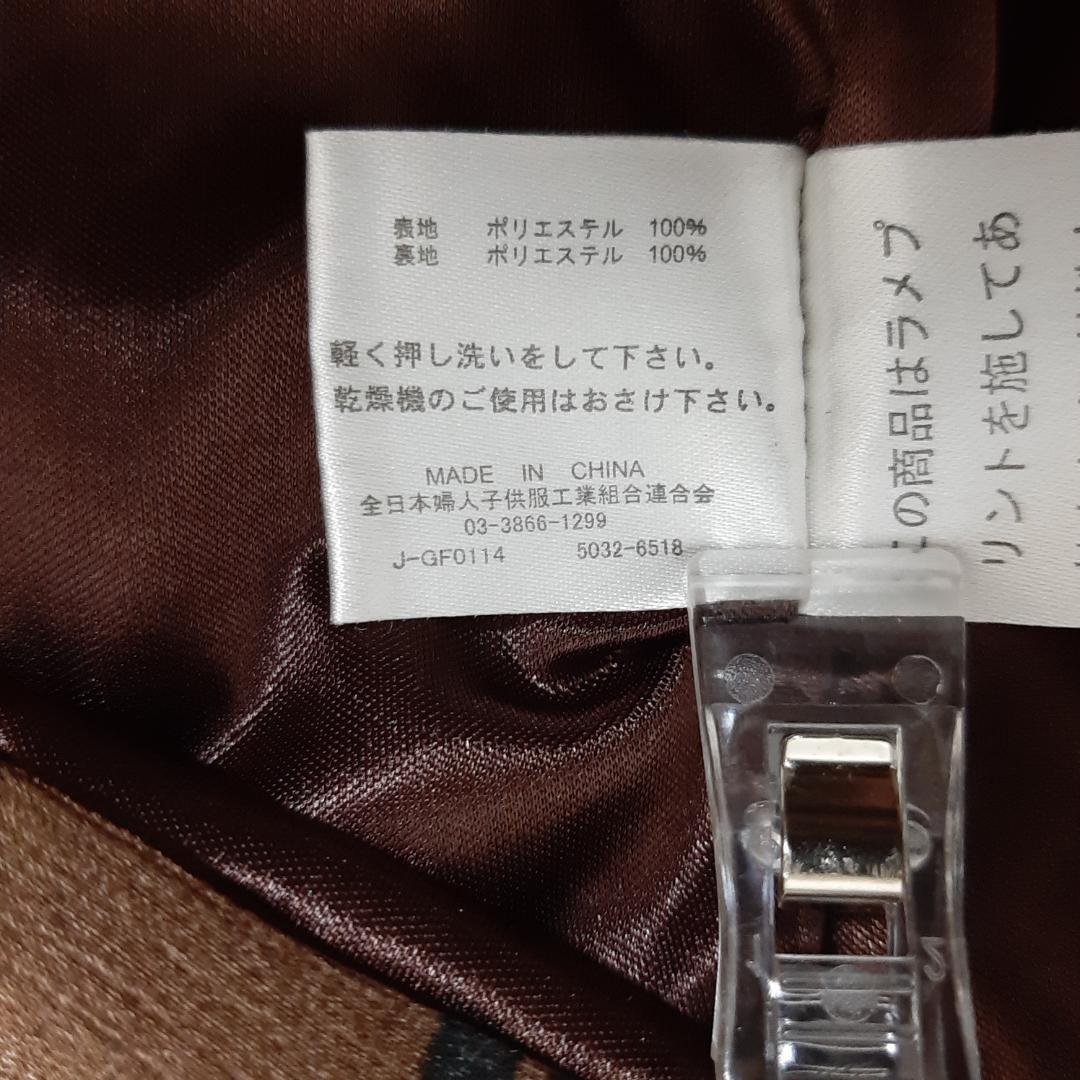 表地 ポリエステル 100%
裏地 ポリエステル 100%
軽く押し洗いをして下さい。
乾燥機のご使用はおさけ下さい。
MADE IN CHINA
全日本婦人子供服工業組合連合会
03-3866-1299
J-GF0114 5032-6518
この商品はラメプ
リントを施してあ